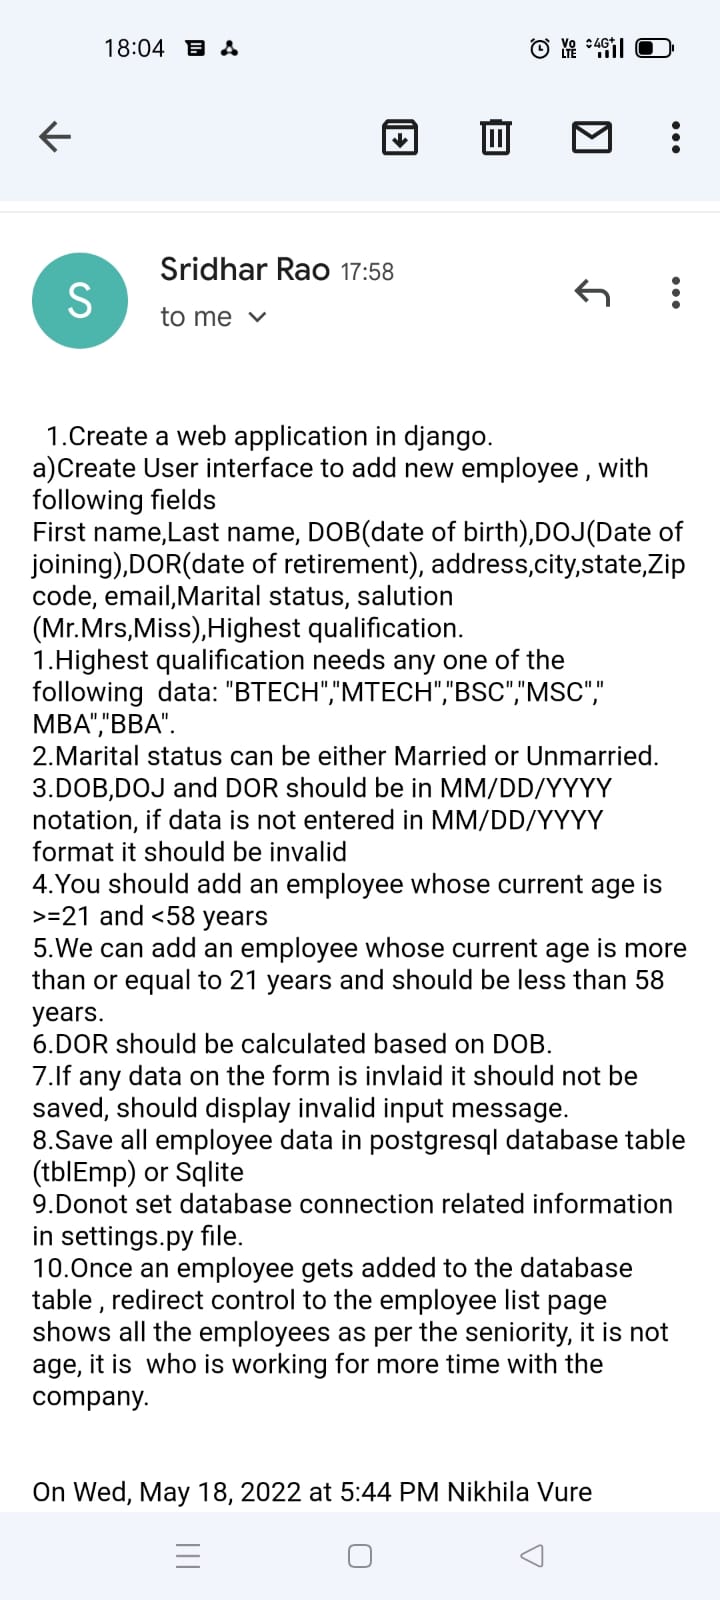 18:04
Vo LTE 4G+
S
Sridhar Rao 17:58
to me
1.Create a web application in django.
a)Create User interface to add new employee , with
following fields
First name,Last name, DOB(date of birth),DOJ(Date of
joining),DOR(date of retirement), address,city,state,Zip
code, email,Marital status, salution
(Mr.Mrs,Miss),Highest qualification.
1.Highest qualification needs any one of the
following  data: "BTECH","MTECH","BSC","MSC","
MBA","BBA".
2.Marital status can be either Married or Unmarried.
3.DOB,DOJ and DOR should be in MM/DD/YYYY
notation, if data is not entered in MM/DD/YYYY
format it should be invalid
4.You should add an employee whose current age is
>=21 and <58 years
5.We can add an employee whose current age is more
than or equal to 21 years and should be less than 58
years.
6.DOR should be calculated based on DOB.
7.If any data on the form is invlaid it should not be
saved, should display invalid input message.
8.Save all employee data in postgresql database table
(tblEmp) or Sqlite
9.Donot set database connection related information
in settings.py file.
10.Once an employee gets added to the database
table , redirect control to the employee list page
shows all the employees as per the seniority, it is not
age, it is  who is working for more time with the
company.
On Wed, May 18, 2022 at 5:44 PM Nikhila Vure